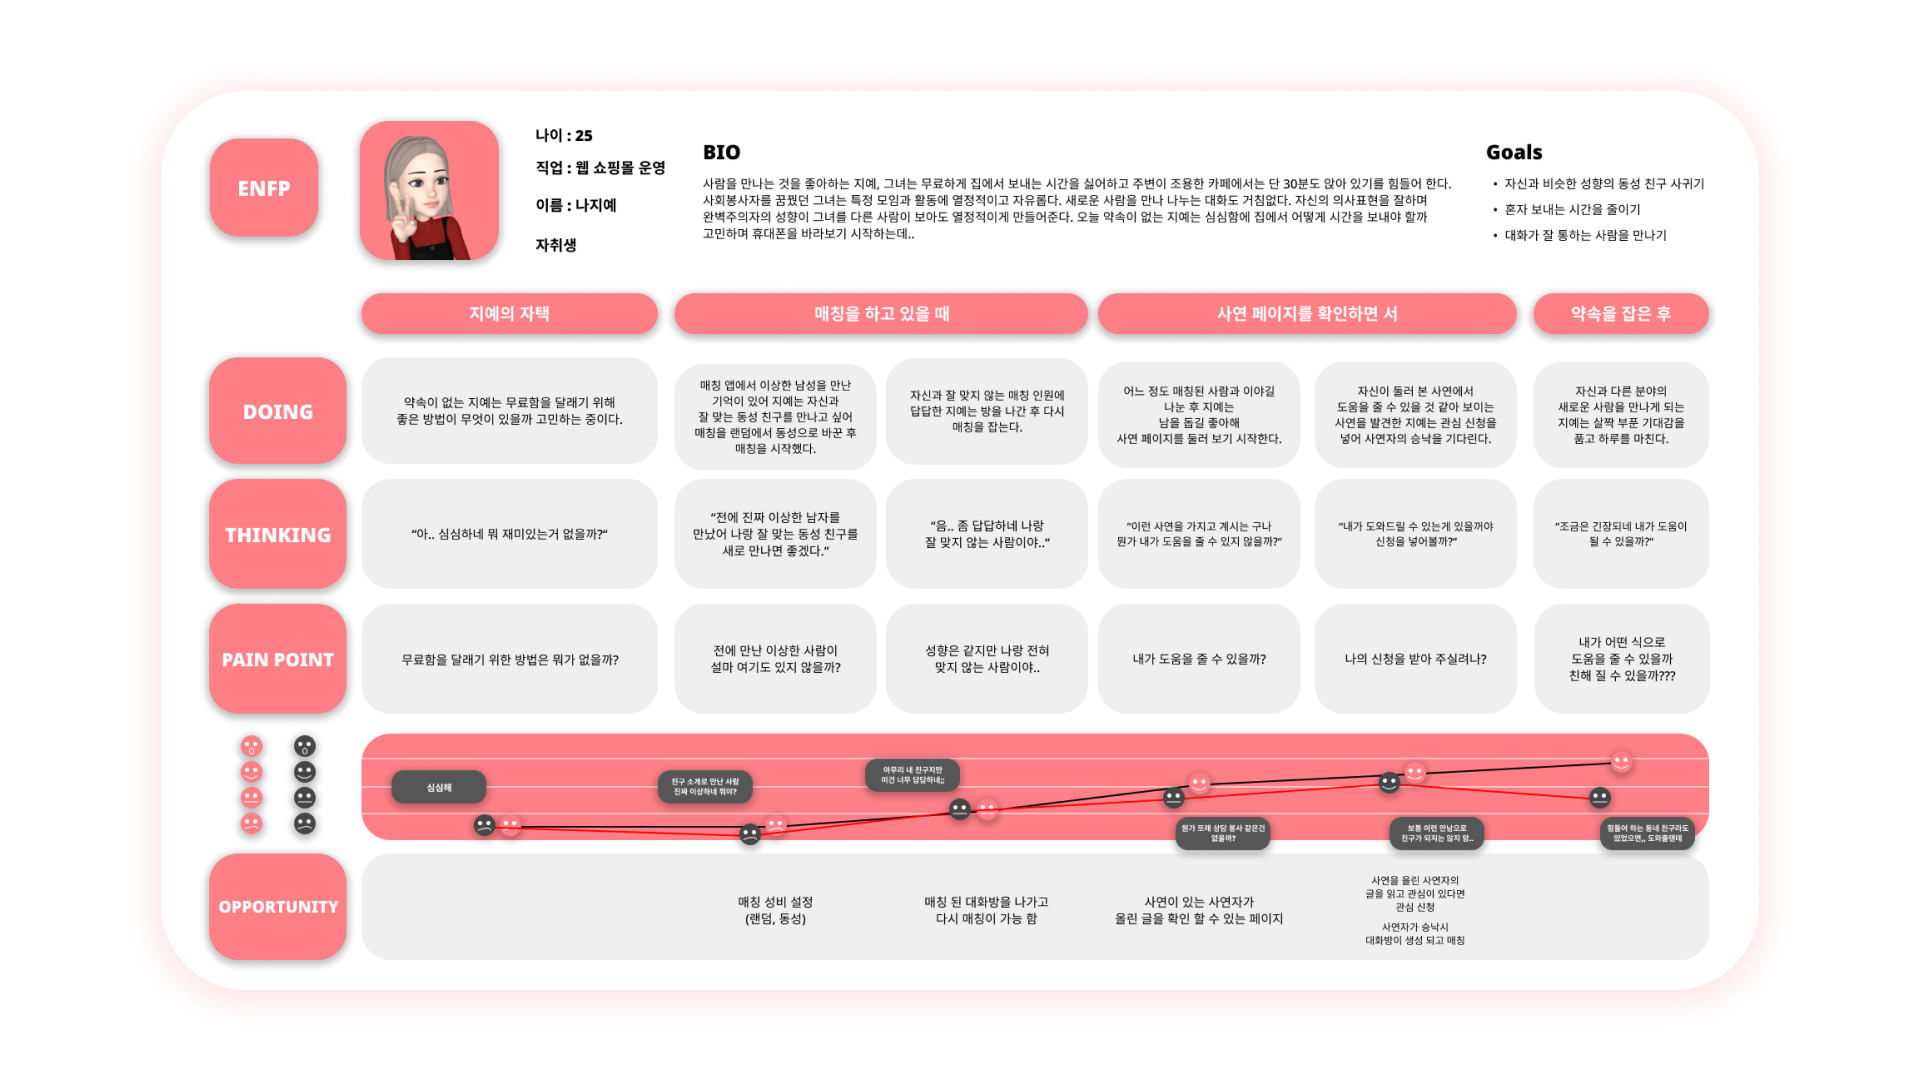 ENFP
나이 : 25
직업 : 웹 쇼핑몰 운영
이름 : 나지예
자취생
BIO
사람을 만나는 것을 좋아하는 지예, 그녀는 무료하게 집에서 보내는 시간을 싫어하고 주변이 조용한 카페에서는 단 30분도 앉아 있기를 힘들어 한다.
사회봉사자를 꿈꿨던 그녀는 특정 모임과 활동에 열정적이고 자유롭다. 새로운 사람을 만나 나누는 대화도 거침없다. 자신의 의사표현을 잘하며
완벽주의자의 성향이 그녀를 다른 사람이 보아도 열정적이게 만들어준다. 오늘 약속이 없는 지예는 심심함에 집에서 어떻게 시간을 보내야 할까
고민하며 휴대폰을 바라보기 시작하는데..
Goals
• 자신과 비슷한 성향의 동성 친구 사귀기
• 혼자 보내는 시간을 줄이기
• 대화가 잘 통하는 사람을 만나기
지예의 자택
매칭을 하고 있을 때
사연 페이지를 확인하면 서
약속을 잡은 후
DOING
약속이 없는 지예는 무료함을 달래기 위해
좋은 방법이 무엇이 있을까 고민하는 중이다.
매칭 앱에서 이상한 남성을 만난
기억이 있어 지예는 자신과
잘 맞는 동성 친구를 만나고 싶어
매칭을 랜덤에서 동성으로 바꾼 후
매칭을 시작했다.
자신과 잘 맞지 않는 매칭 인원에
답답한 지예는 방을 나간 후 다시
매칭을 잡는다.
어느 정도 매칭된 사람과 이야길
나눈 후 지예는
남을 돕길 좋아해
사연 페이지를 둘러 보기 시작한다.
자신이 둘러 본 사연에서
도움을 줄 수 있을 것 같아 보이는
사연을 발견한 지예는 관심 신청을
넣어 사연자의 승낙을 기다린다.
자신과 다른 분야의
새로운 사람을 만나게 되는
지예는 살짝 부푼 기대감을
품고 하루를 마친다.
THINKING
“아.. 심심하네 뭐 재미있는거 없을까?“
“전에 진짜 이상한 남자를
만났어 나랑 잘 맞는 동성 친구를
새로 만나면 좋겠다.“
“음.. 좀 답답하네 나랑
잘 맞지 않는 사람이야..“
“이런 사연을 가지고 계시는 구나
뭔가 내가 도움을 줄 수 있지 않을까?“
“내가 도와드릴 수 있는게 있을꺼야
신청을 넣어볼까?“
“조금은 긴장되네 내가 도움이
될 수 있을까?“
PAIN POINT
무료함을 달래기 위한 방법은 뭐가 없을까?
전에 만난 이상한 사람이
설마 여기도 있지 않을까?
성향은 같지만 나랑 전혀
맞지 않는 사람이야..
내가 도움을 줄 수 있을까?
나의 신청을 받아 주실려나?
내가 어떤 식으로
도움을 줄 수 있을까
친해 질 수 있을까???
심심해
친구 소개로 만난 사람
진짜 이상하네 뭐야?
아무리 내 친구지만
이건 너무 답답하네;;
뭔가 또래 상담 봉사 같은건
없을까?
보통 이런 만남으로
친구가 되지는 않지 암..
힘들어 하는 동네 친구라도
있었으면,, 도와줄텐데
OPPORTUNITY
매칭 성비 설정
(랜덤, 동성)
매칭 된 대화방을 나가고
다시 매칭이 가능 함
사연이 있는 사연자가
올린 글을 확인 할 수 있는 페이지
사연을 올린 사연자의
글을 읽고 관심이 있다면
관심 신청
사연자가 승낙시
대화방이 생성 되고 매칭